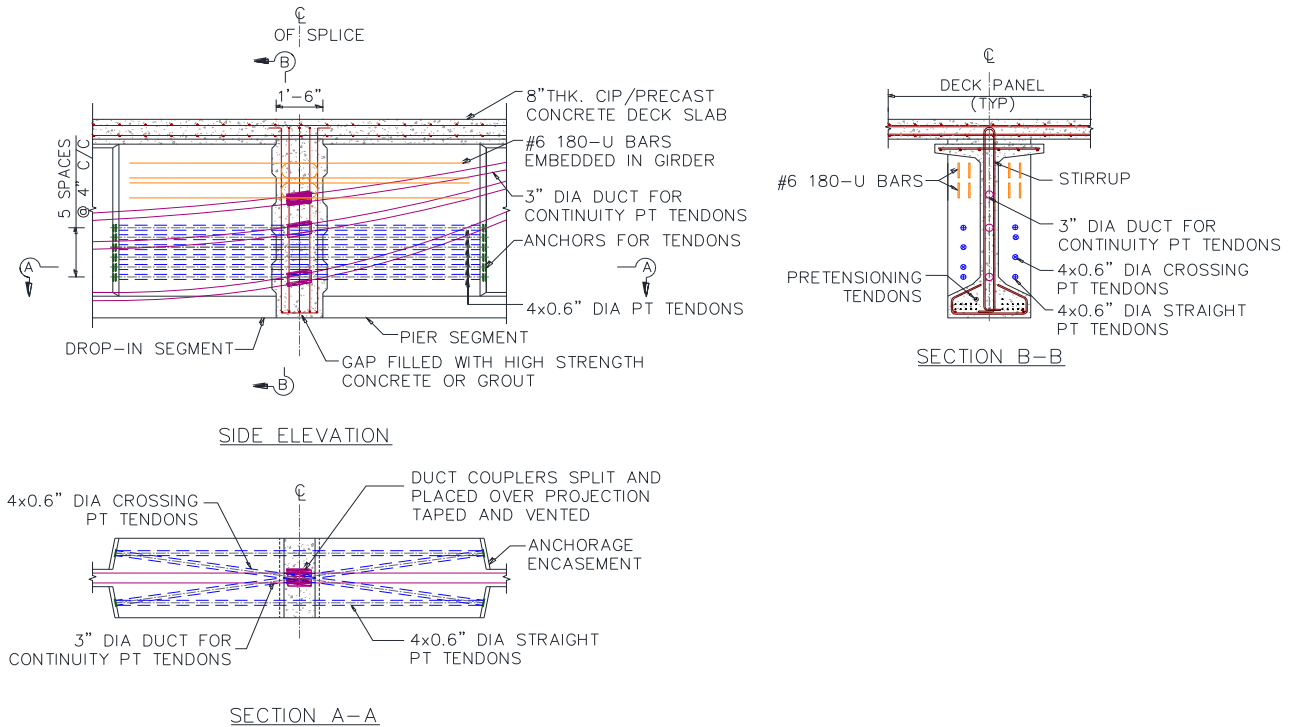 ℄
OF SPLICE
B
1'-6"
8"THK. CIP/PRECAST
CONCRETE DECK SLAB
#6 180-U BARS
EMBEDDED IN GIRDER
5 SPACES
@ 4" C/C
3" DIA DUCT FOR
CONTINUITY PT TENDONS
ANCHORS FOR TENDONS
A
A
4x0.6" DIA PT TENDONS
DROP-IN SEGMENT
PIER SEGMENT
GAP FILLED WITH HIGH STRENGTH
CONCRETE OR GROUT
B
SIDE ELEVATION
℄
DECK PANEL
(TYP)
#6 180-U BARS
STIRRUP
3" DIA DUCT FOR
CONTINUITY PT TENDONS
4x0.6" DIA CROSSING
PT TENDONS
PRETENSIONING
TENDONS
4x0.6" DIA STRAIGHT
PT TENDONS
SECTION B-B
4x0.6" DIA CROSSING
PT TENDONS
℄
DUCT COUPLERS SPLIT AND
PLACED OVER PROJECTION
TAPED AND VENTED
ANCHORAGE
ENCASEMENT
3" DIA DUCT FOR
CONTINUITY PT TENDONS
4x0.6" DIA STRAIGHT
PT TENDONS
SECTION A-A